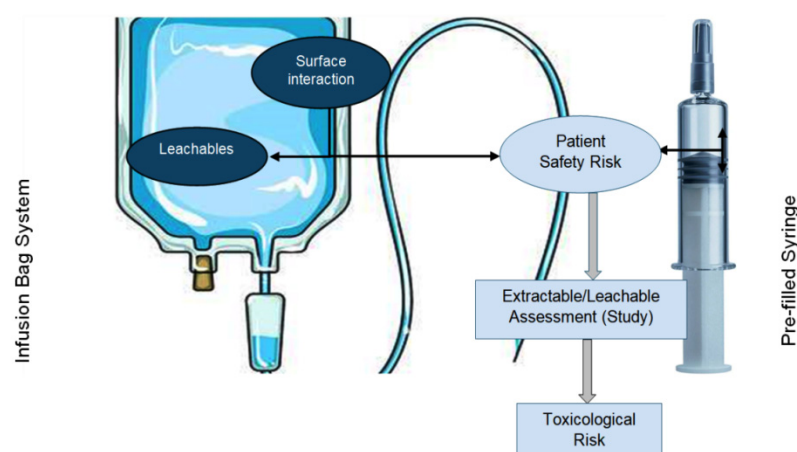 Surface
interaction
Leachables
Patient
Safety Risk
Extractable/Leachable
Assessment (Study)
Toxicological
Risk
Infusion Bag System
Pre-filled Syringe